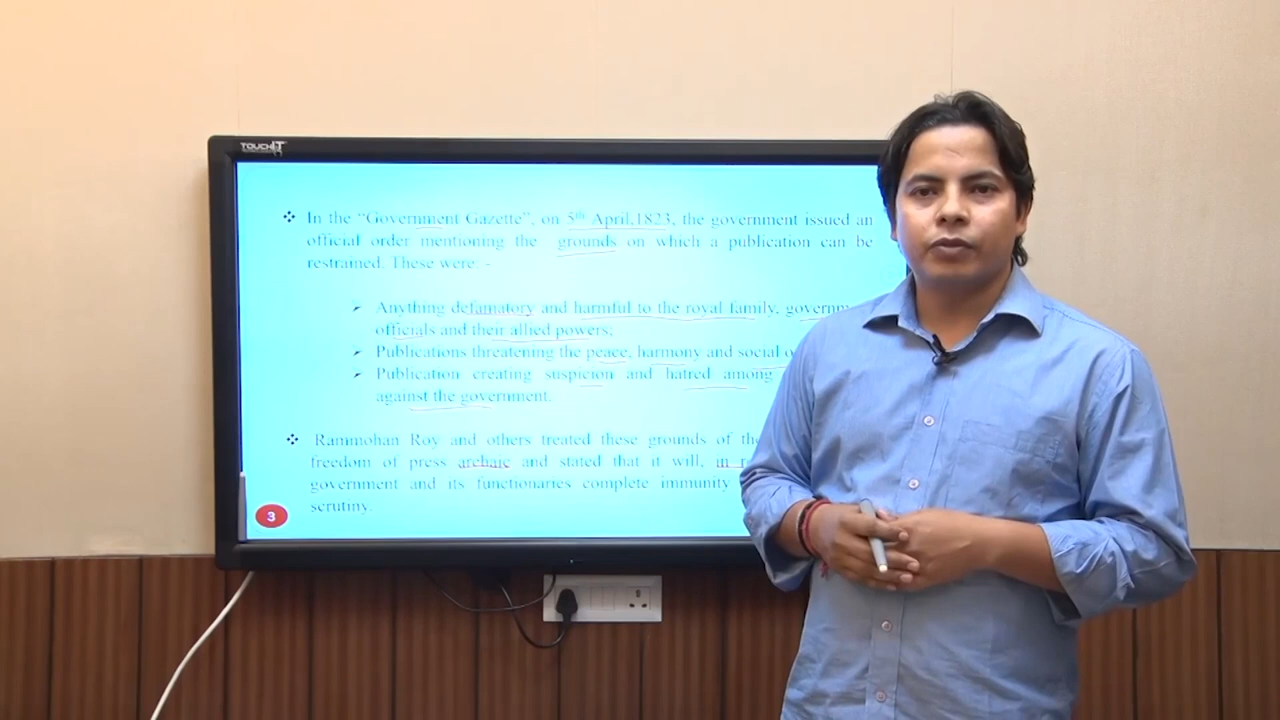 TOUCHIT
❖ In the “Government Gazette”, on 5th April,1823, the government issued an
official order mentioning the grounds on which a publication can be
restrained. These were. -
➢ Anything defamatory and harmful to the royal family,
officials and their allied powers;
➢ Publications threatening the peace, harmony and social
➢ Publication creating suspicion and hatred among
against the government.
❖ Rammohan Roy and others treated these grounds of
freedom of press archaic and stated that it will, in
government and its functionaries complete immunity
scrutiny.
3